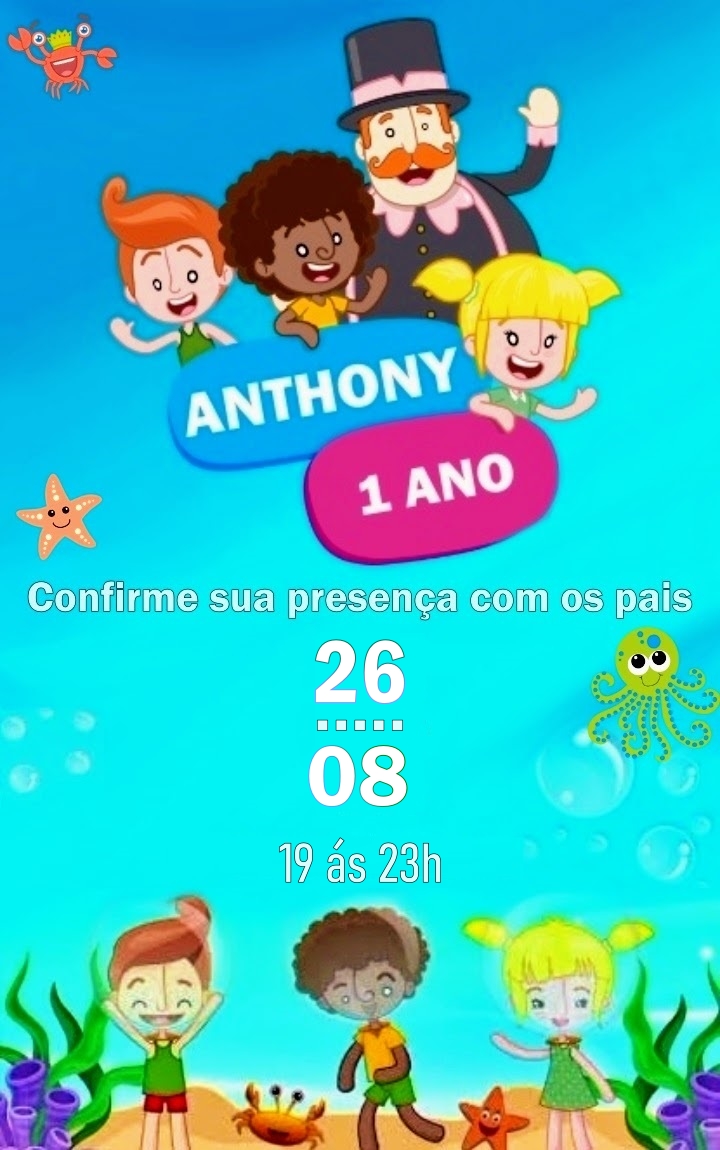 ANTHONY
1 ANO
Confirme sua presença com os pais
26
.....
08
19 ás 23h